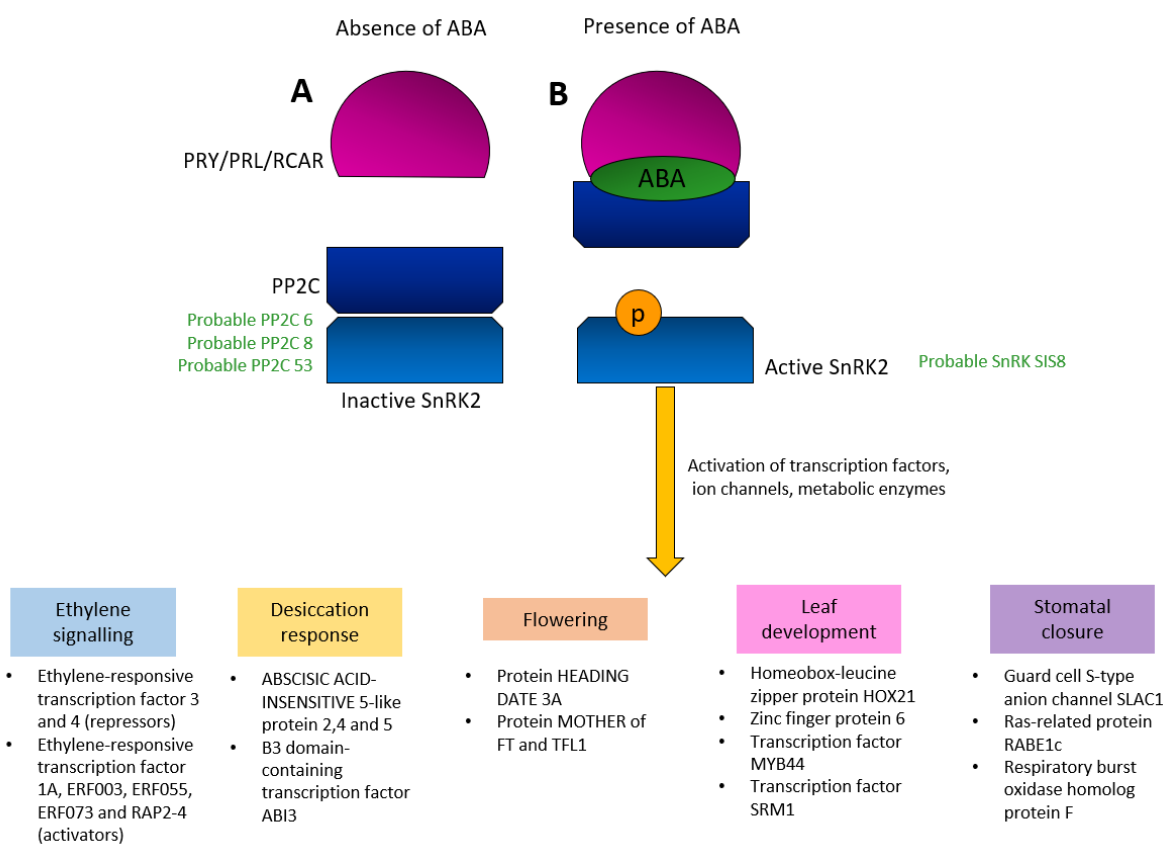 Absence of ABA
Presence of ABA
A
B
PRY/PRL/RCAR
ABA
PP2C
Probable PP2C 6
Probable PP2C 8
Probable PP2C 53
p
Inactive SnRK2
Active SnRK2
Probable SnRK SIS8
Activation of transcription factors,
ion channels, metabolic enzymes
Ethylene
signalling
• Ethylene-responsive
transcription factor 3
and 4 (repressors)
• Ethylene-responsive
transcription factor
1A, ERF003, ERF055,
ERF073 and RAP2-4
(activators)
Desiccation
response
• ABSCISIC ACID-
INSENSITIVE 5-like
protein 2,4 and 5
• B3 domain-
containing
transcription factor
ABI3
Flowering
• Protein HEADING
DATE 3A
• Protein MOTHER of
FT and TFL1
Leaf
development
• Homeobox-leucine
zipper protein HOX21
• Zinc finger protein 6
• Transcription factor
MYB44
• Transcription factor
SRM1
Stomatal
closure
• Guard cell S-type
anion channel SLAC1
• Ras-related protein
RABE1c
• Respiratory burst
oxidase homolog
protein F